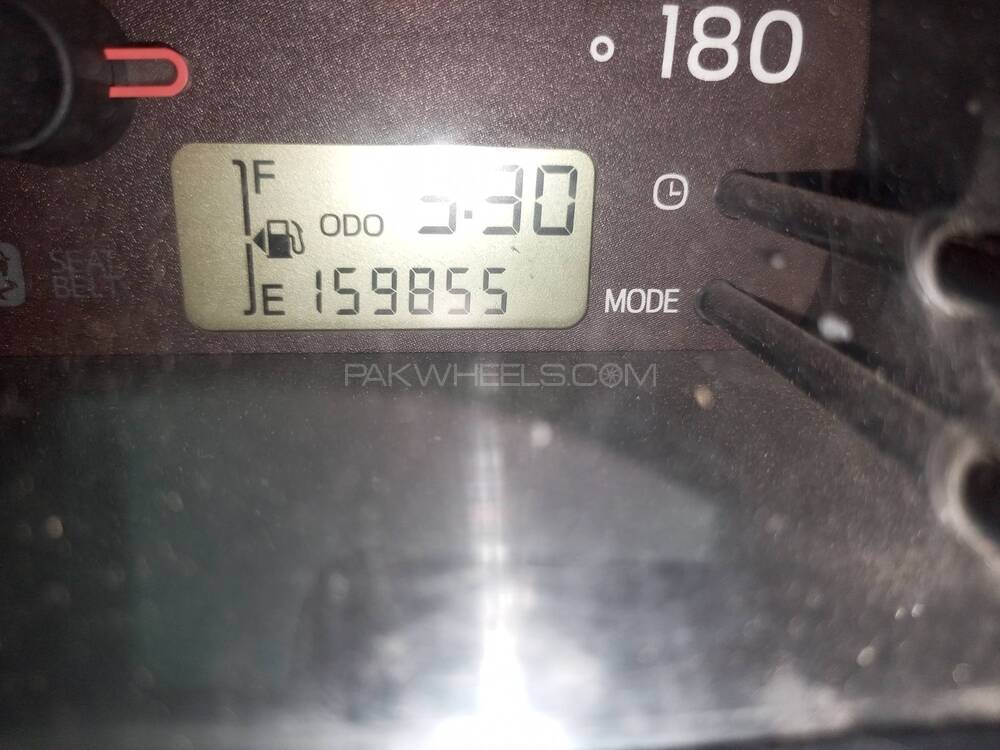 180
F
5:30
ODO
E 159855
MODE
SEAT
BELT
PAKWHEELS.COM